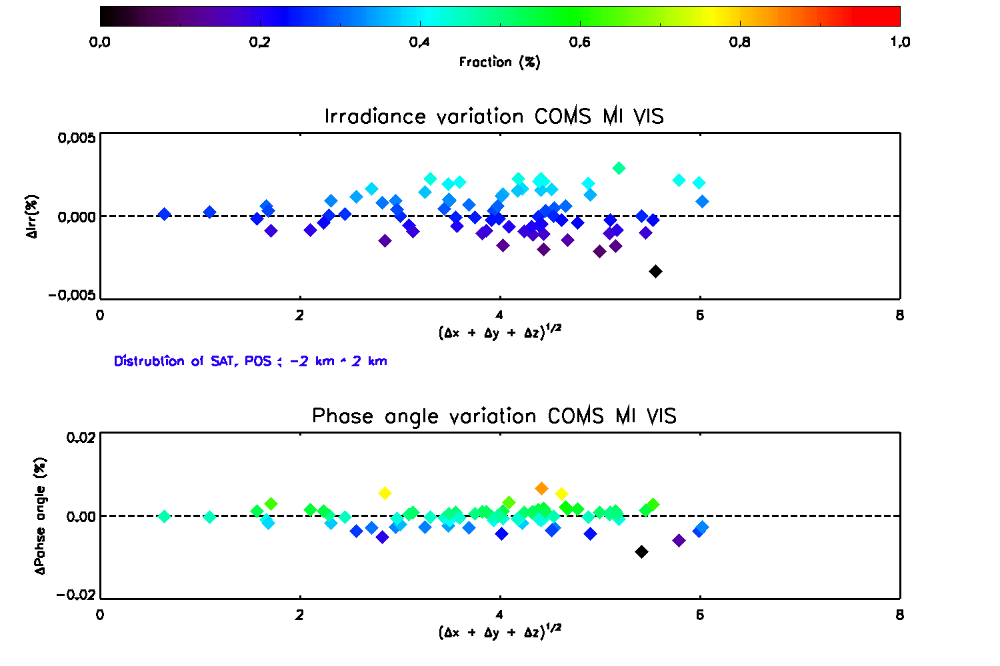 0.0 0.2 0.4 0.6 0.8 1.0
Fraction (%)
Irradiance variation COMS MI VIS
0.005
0.000
-0.005
ΔIrr(%)
0 2 4 6 8
(Δx + Δy + Δz)^1/2
Distrubtion of SAT. POS : -2 km ~ 2 km
Phase angle variation COMS MI VIS
0.02
0.00
-0.02
ΔPahse angle (%)
0 2 4 6 8
(Δx + Δy + Δz)^1/2